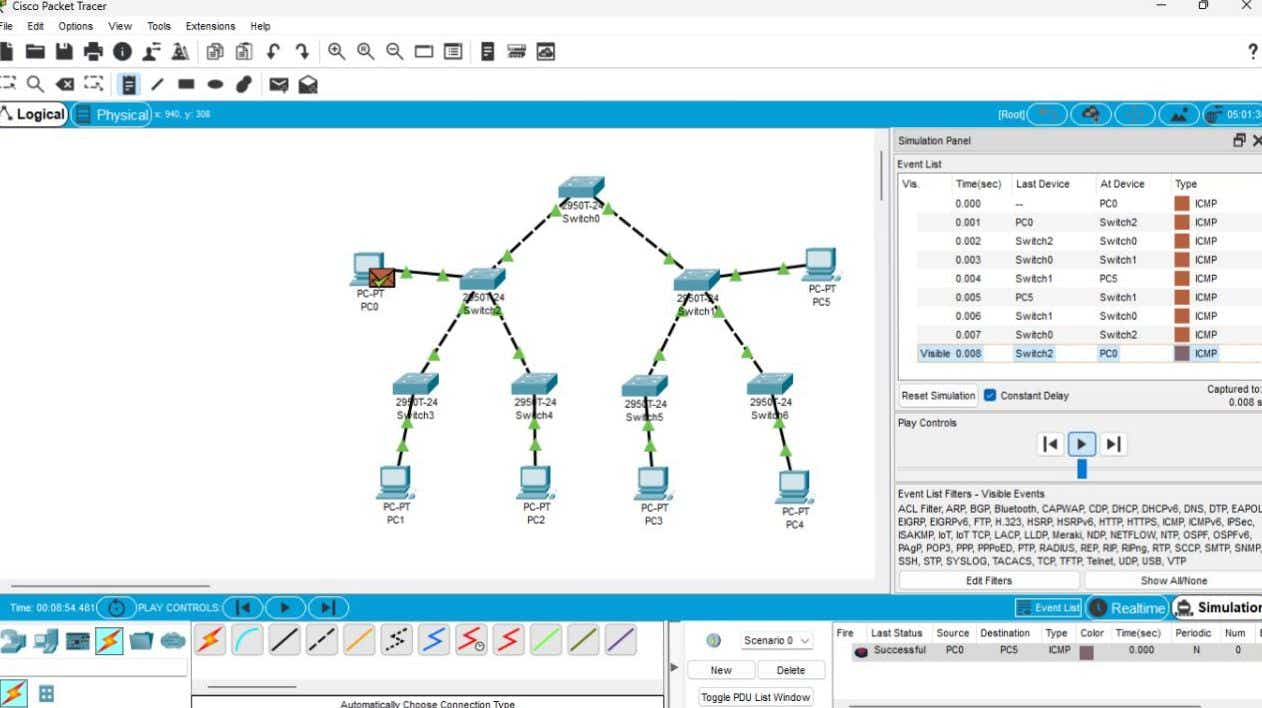 Cisco Packet Tracer
File Edit Options View Tools Extensions Help
?
Logical Physical x: 940, y: 308 [Root] 05:01:3
Simulation Panel
Event List
Vis. Time(sec) Last Device At Device Type
0.000 -- PC0 ICMP
0.001 PC0 Switch2 ICMP
0.002 Switch2 Switch0 ICMP
0.003 Switch0 Switch1 ICMP
0.004 Switch1 PC5 ICMP
0.005 PC5 Switch1 ICMP
0.006 Switch1 Switch0 ICMP
0.007 Switch0 Switch2 ICMP
Visible 0.008 Switch2 PC0 ICMP
Reset Simulation Constant Delay Captured to:
0.008 s
Play Controls
Event List Filters - Visible Events
ACL Filter, ARP, BGP, Bluetooth, CAPWAP, CDP, DHCP, DHCPv6, DNS, DTP, EAPOL
EIGRP, EIGRPv6, FTP, H.323, HSRP, HSRPv6, HTTP, HTTPS, ICMP, ICMPv6, IPSec,
ISAKMP, IoT, IoT TCP, LACP, LLDP, Meraki, NDP, NETFLOW, NTP, OSPF, OSPFv6,
PAgP, POP3, PPP, PPPoED, PTP, RADIUS, REP, RIP, RIPng, RTP, SCCP, SMTP, SNMP,
SSH, STP, SYSLOG, TACACS, TCP, TFTP, Telnet, UDP, USB, VTP
Edit Filters Show All/None
2950T-24
Switch0
PC-PT
PC0
2950T-24
Switch2
2950T-24
Switch1
PC-PT
PC5
2950T-24
Switch3
2950T-24
Switch4
2950T-24
Switch5
2950T-24
Switch6
PC-PT
PC1
PC-PT
PC2
PC-PT
PC3
PC-PT
PC4
Time: 00:08:54.481 PLAY CONTROLS: Event List Realtime Simulation
Scenario 0
New Delete
Toggle PDU List Window
Fire Last Status Source Destination Type Color Time(sec) Periodic Num
Successful PC0 PC5 ICMP 0.000 N 0
Automatically Choose Connection Type